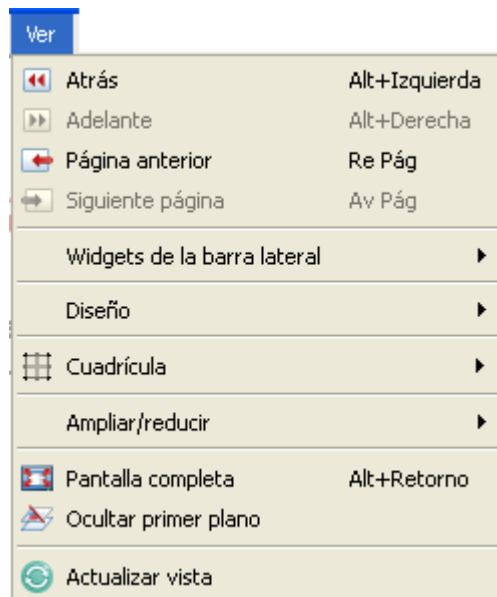 Ver
Atrás Alt+Izquierda
Adelante Alt+Derecha
Página anterior Re Pág
Siguiente página Av Pág
Widgets de la barra lateral
Diseño
Cuadrícula
Ampliar/reducir
Pantalla completa Alt+Retorno
Ocultar primer plano
Actualizar vista